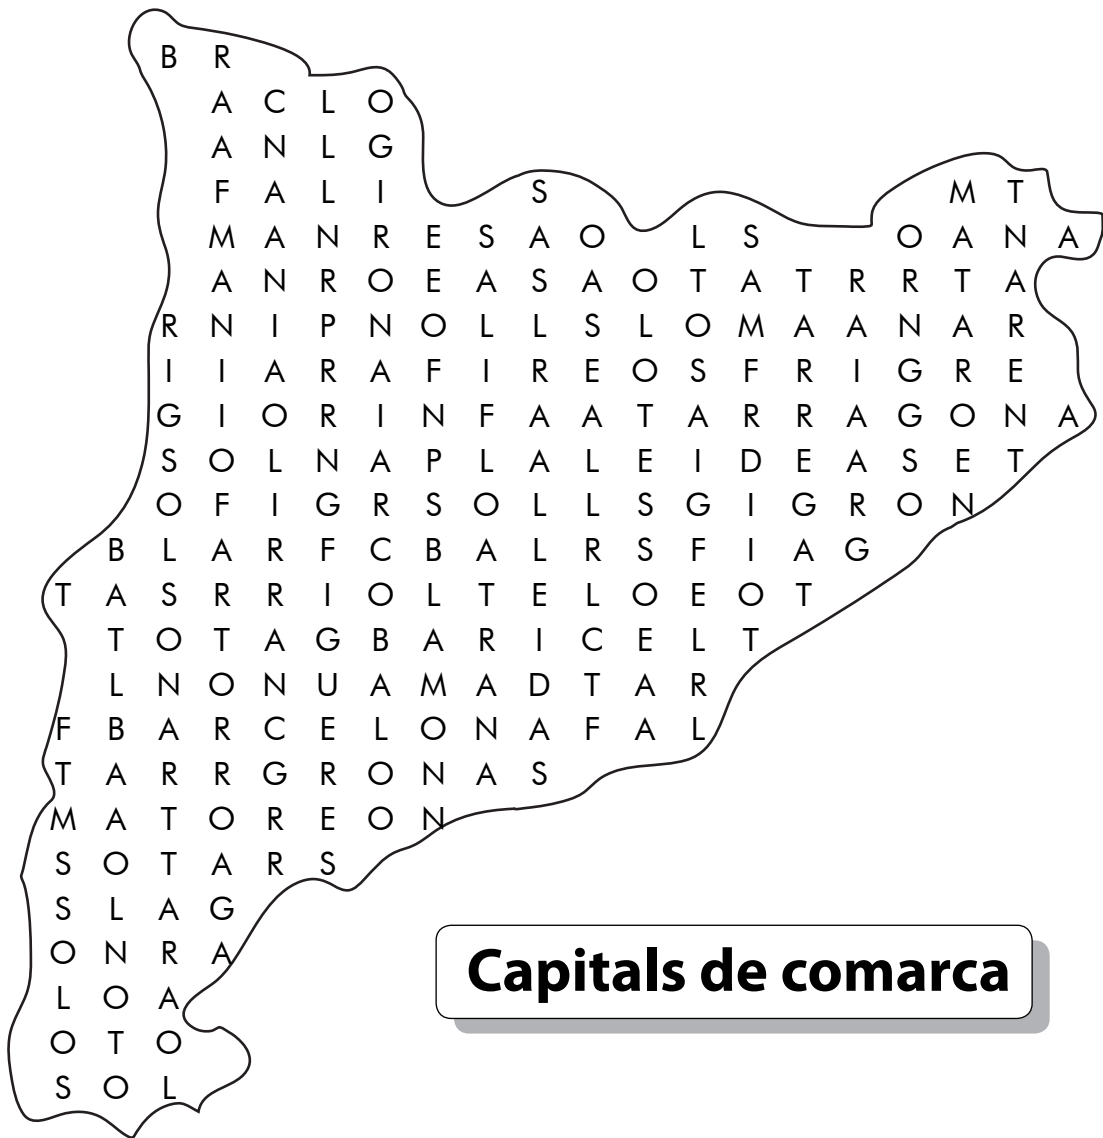 B R
A C L O
A N L G
F A L I S M T
M A N R E S A O L S O A N A
A N R O E A S A O T A T R R T A
R N I P N O L L S L O M A A N A R
I I A R A F I R E O S F R I G R E
G I O R I N F A A T A R R A G O N A
S O L N A P L A L E I D E A S E T
O F I G R S O L L S G I G R O N
B L A R F C B A L R S F I A G
T A S R R I O L T E L O E O T
T O T A G B A R I C E L T
L N O N U A M A D T A R
F B A R C E L O N A F A L
T A R R G R O N A S
M A T O R E O N
S O T A R S
S L A G
O N R A
L O A
O T O
S O L
Capitals de comarca